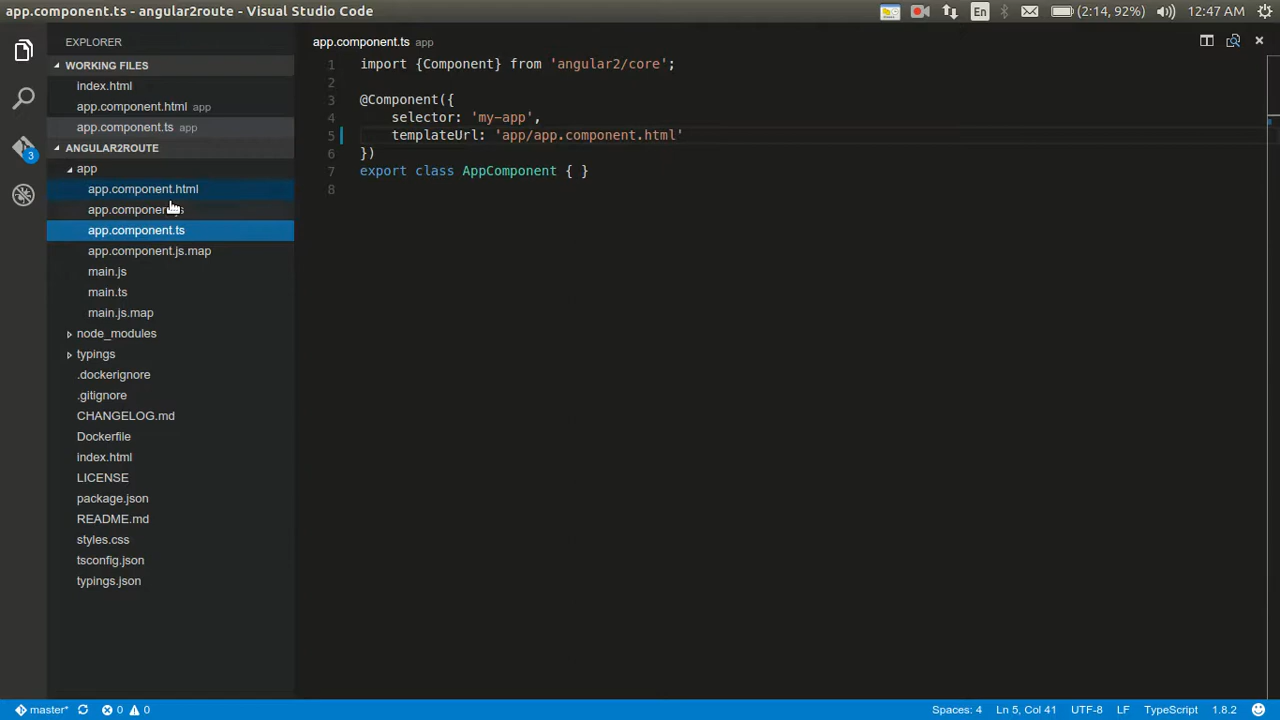 app.component.ts - angular2route - Visual Studio Code
En
(2:14, 92%)
12:47 AM
EXPLORER
WORKING FILES
index.html
app.component.html app
app.component.ts app
ANGULAR2ROUTE
app
app.component.html
app.component.ts
app.component.js.map
main.js
main.ts
main.js.map
node_modules
typings
.dockerignore
.gitignore
CHANGELOG.md
Dockerfile
index.html
LICENSE
package.json
README.md
styles.css
tsconfig.json
typings.json
3
app.component.ts app
1 import {Component} from 'angular2/core';
2
3 @Component({
4 selector: 'my-app',
5 templateUrl: 'app/app.component.html'
6 })
7 export class AppComponent { }
8
master* 0 0
Spaces: 4 Ln 5, Col 41 UTF-8 LF TypeScript 1.8.2